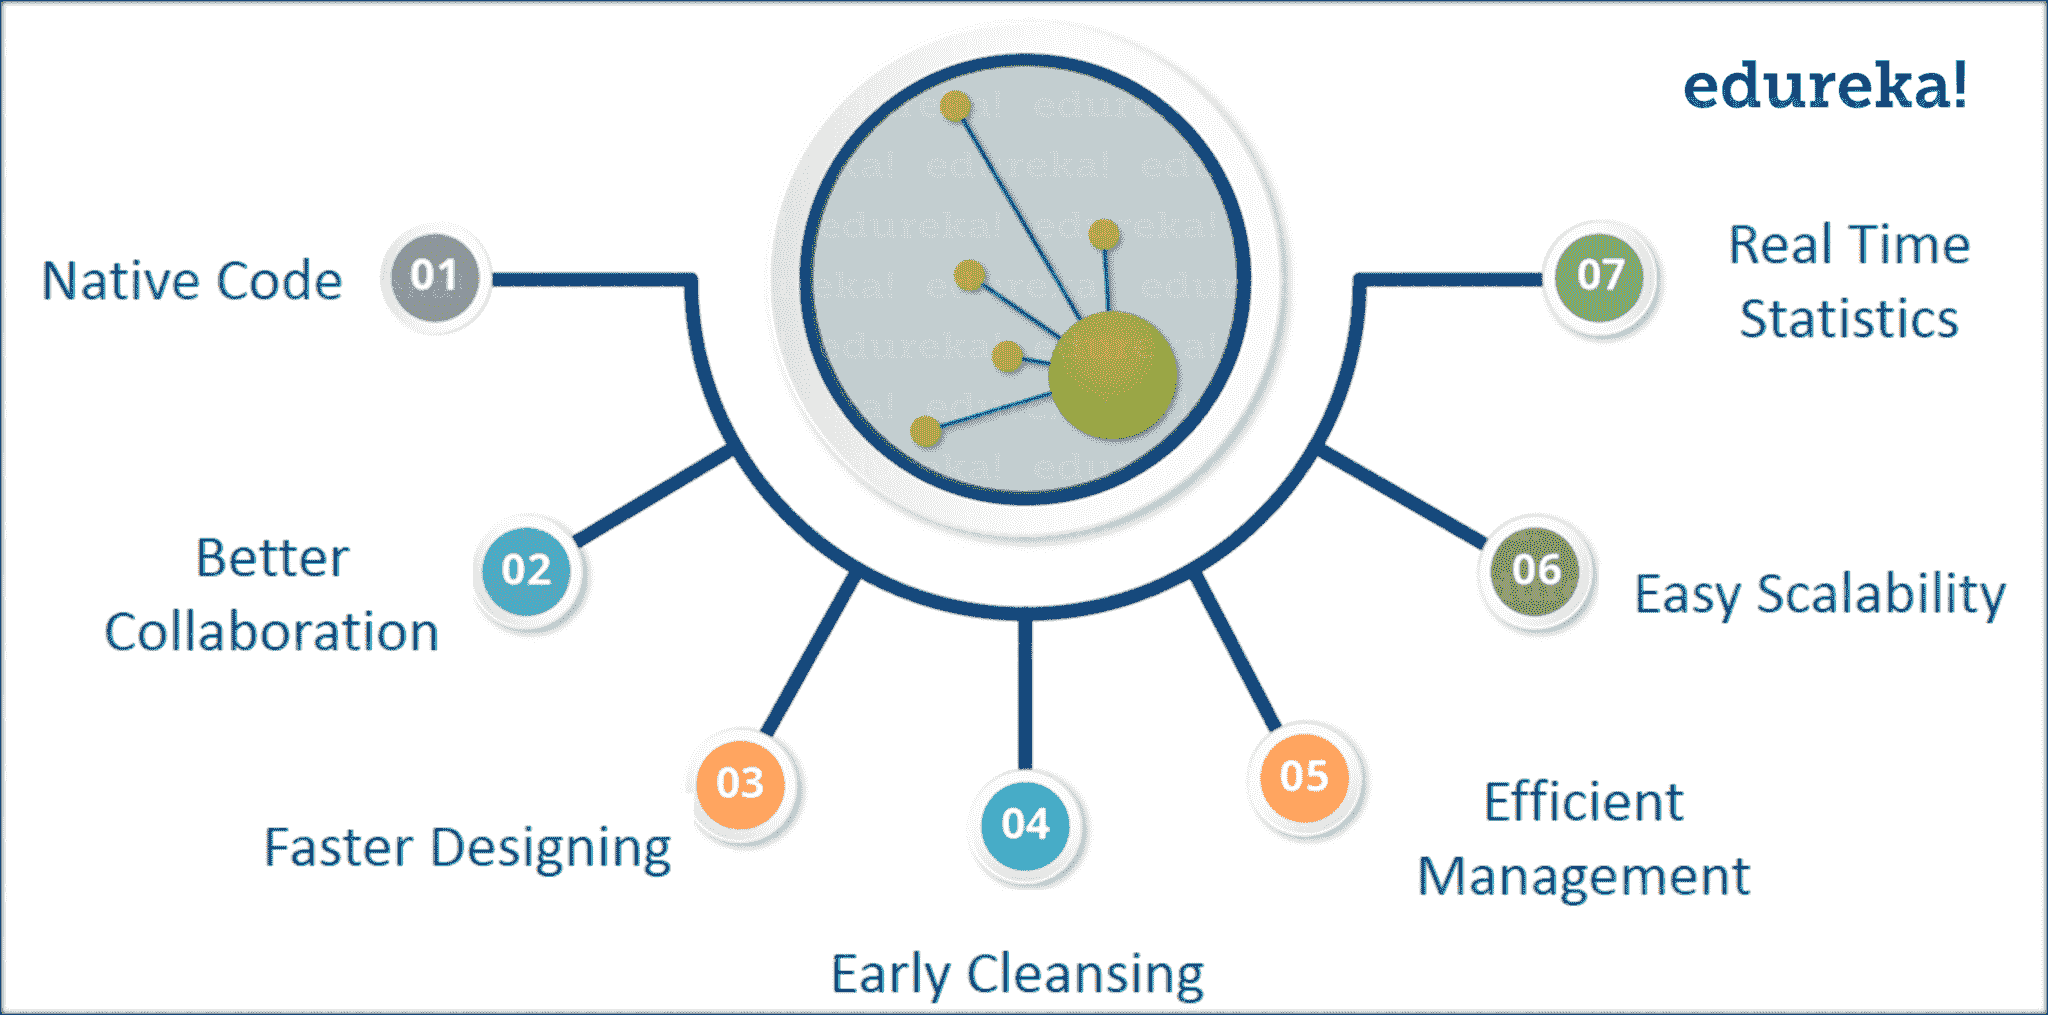 edureka!
01
Native Code
02
Better
Collaboration
03
Faster Designing
04
Early Cleansing
05
Efficient
Management
06
Easy Scalability
07
Real Time
Statistics